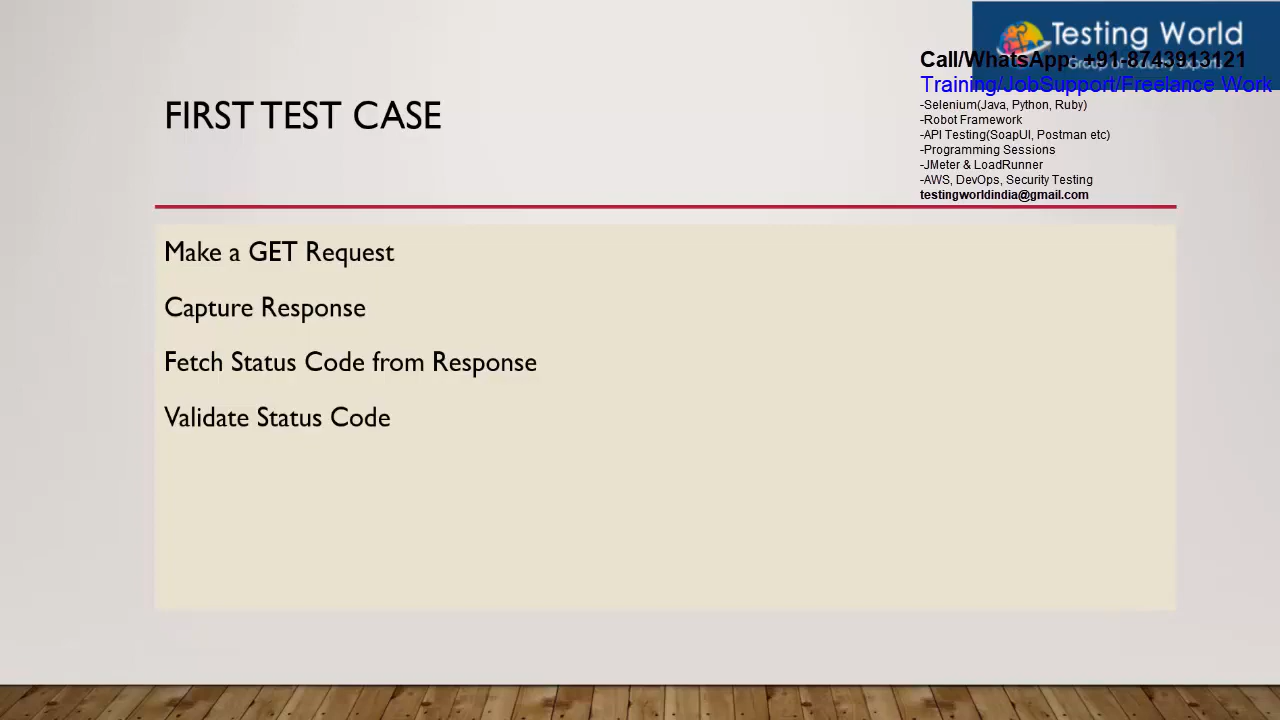 Testing World
Call/WhatsApp: +91-8743913121
Training/JobSupport/Freelance Work
-Selenium(Java, Python, Ruby)
-Robot Framework
-API Testing(SoapUI, Postman etc)
-Programming Sessions
-JMeter & LoadRunner
-AWS, DevOps, Security Testing
testingworldindia@gmail.com
FIRST TEST CASE
Make a GET Request
Capture Response
Fetch Status Code from Response
Validate Status Code